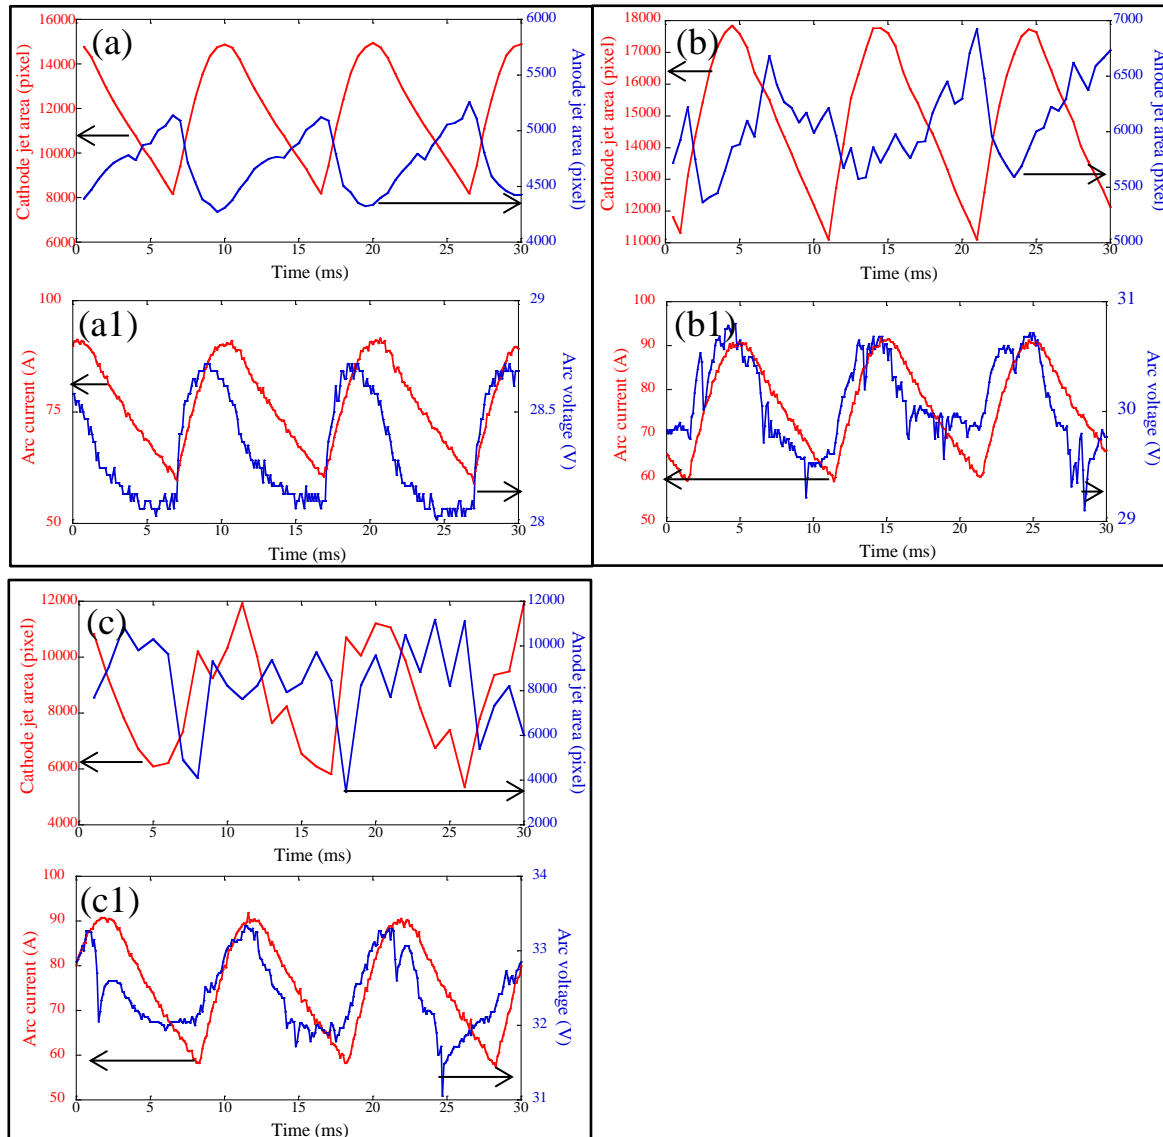 (a)
Cathode jet area (pixel)
16000
14000
12000
10000
8000
6000
6000
5500
5000
4500
4000
Anode jet area (pixel)
0 5 10 15 20 25 30
Time (ms)
(a1)
Arc current (A)
100
75
50
29
28.5
28
Arc voltage (V)
0 5 10 15 20 25 30
Time (ms)
(b)
Cathode jet area (pixel)
18000
17000
16000
15000
14000
13000
12000
11000
7000
6500
6000
5500
5000
Anode jet area (pixel)
0 5 10 15 20 25 30
Time (ms)
(b1)
Arc current (A)
100
90
80
70
60
50
31
30
29
Arc voltage (V)
0 5 10 15 20 25 30
Time (ms)
(c)
Cathode jet area (pixel)
12000
10000
8000
6000
4000
12000
10000
8000
6000
4000
2000
Anode jet area (pixel)
0 5 10 15 20 25 30
Time (ms)
(c1)
Arc current (A)
100
90
80
70
60
50
34
33
32
31
Arc voltage (V)
0 5 10 15 20 25 30
Time (ms)